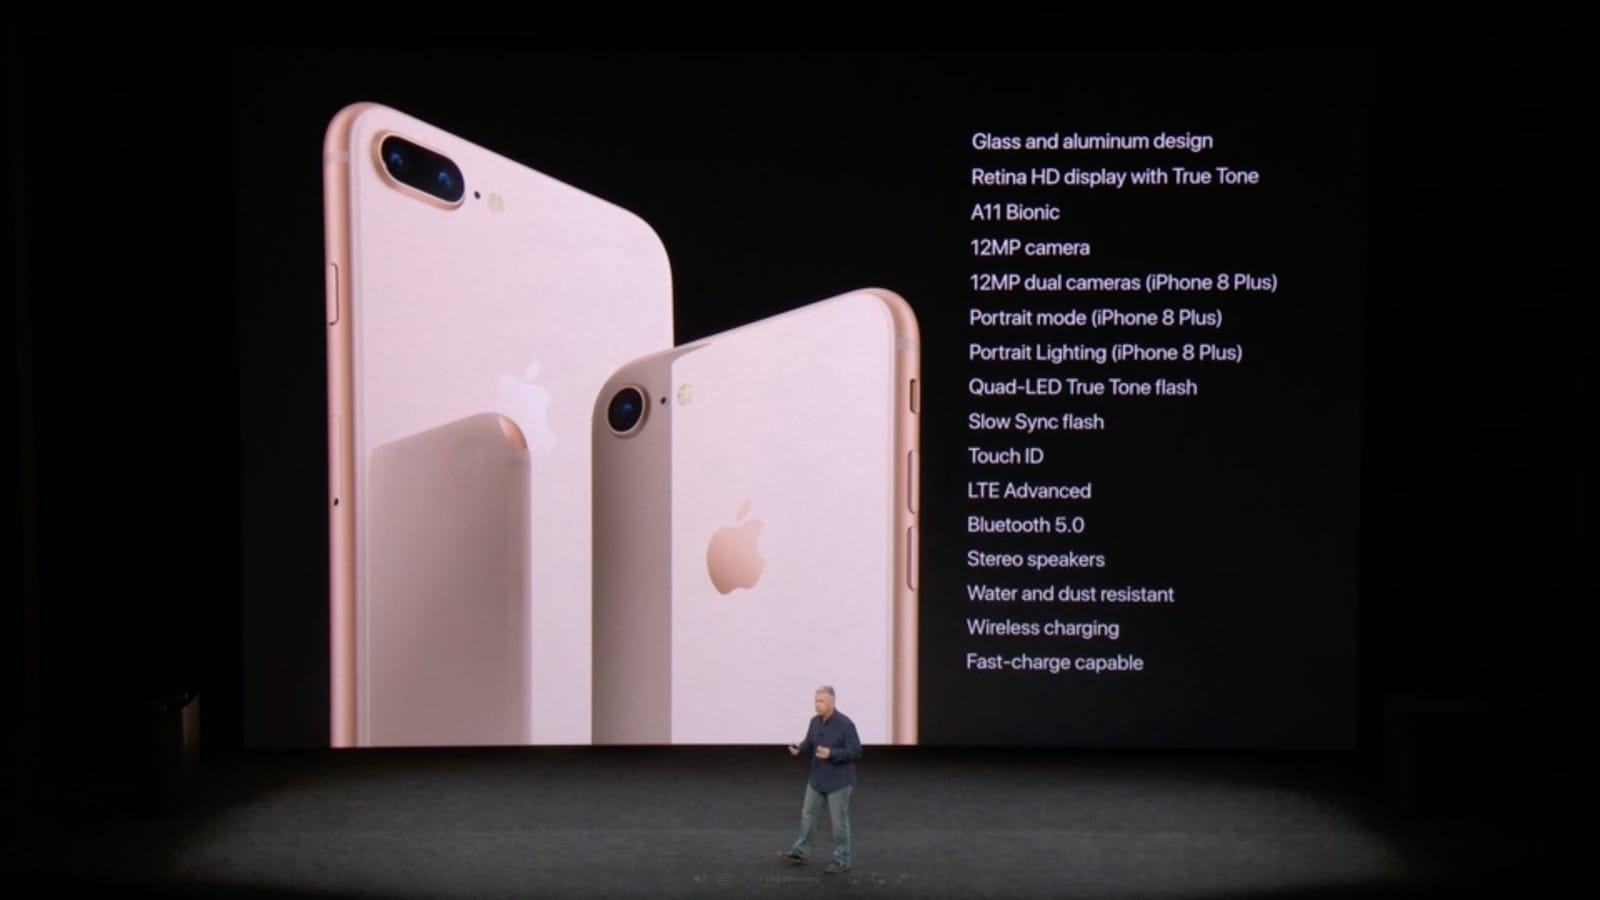 Glass and aluminum design
Retina HD display with True Tone
A11 Bionic
12MP camera
12MP dual cameras (iPhone 8 Plus)
Portrait mode (iPhone 8 Plus)
Portrait Lighting (iPhone 8 Plus)
Quad-LED True Tone flash
Slow Sync flash
Touch ID
LTE Advanced
Bluetooth 5.0
Stereo speakers
Water and dust resistant
Wireless charging
Fast-charge capable
Live Streaming